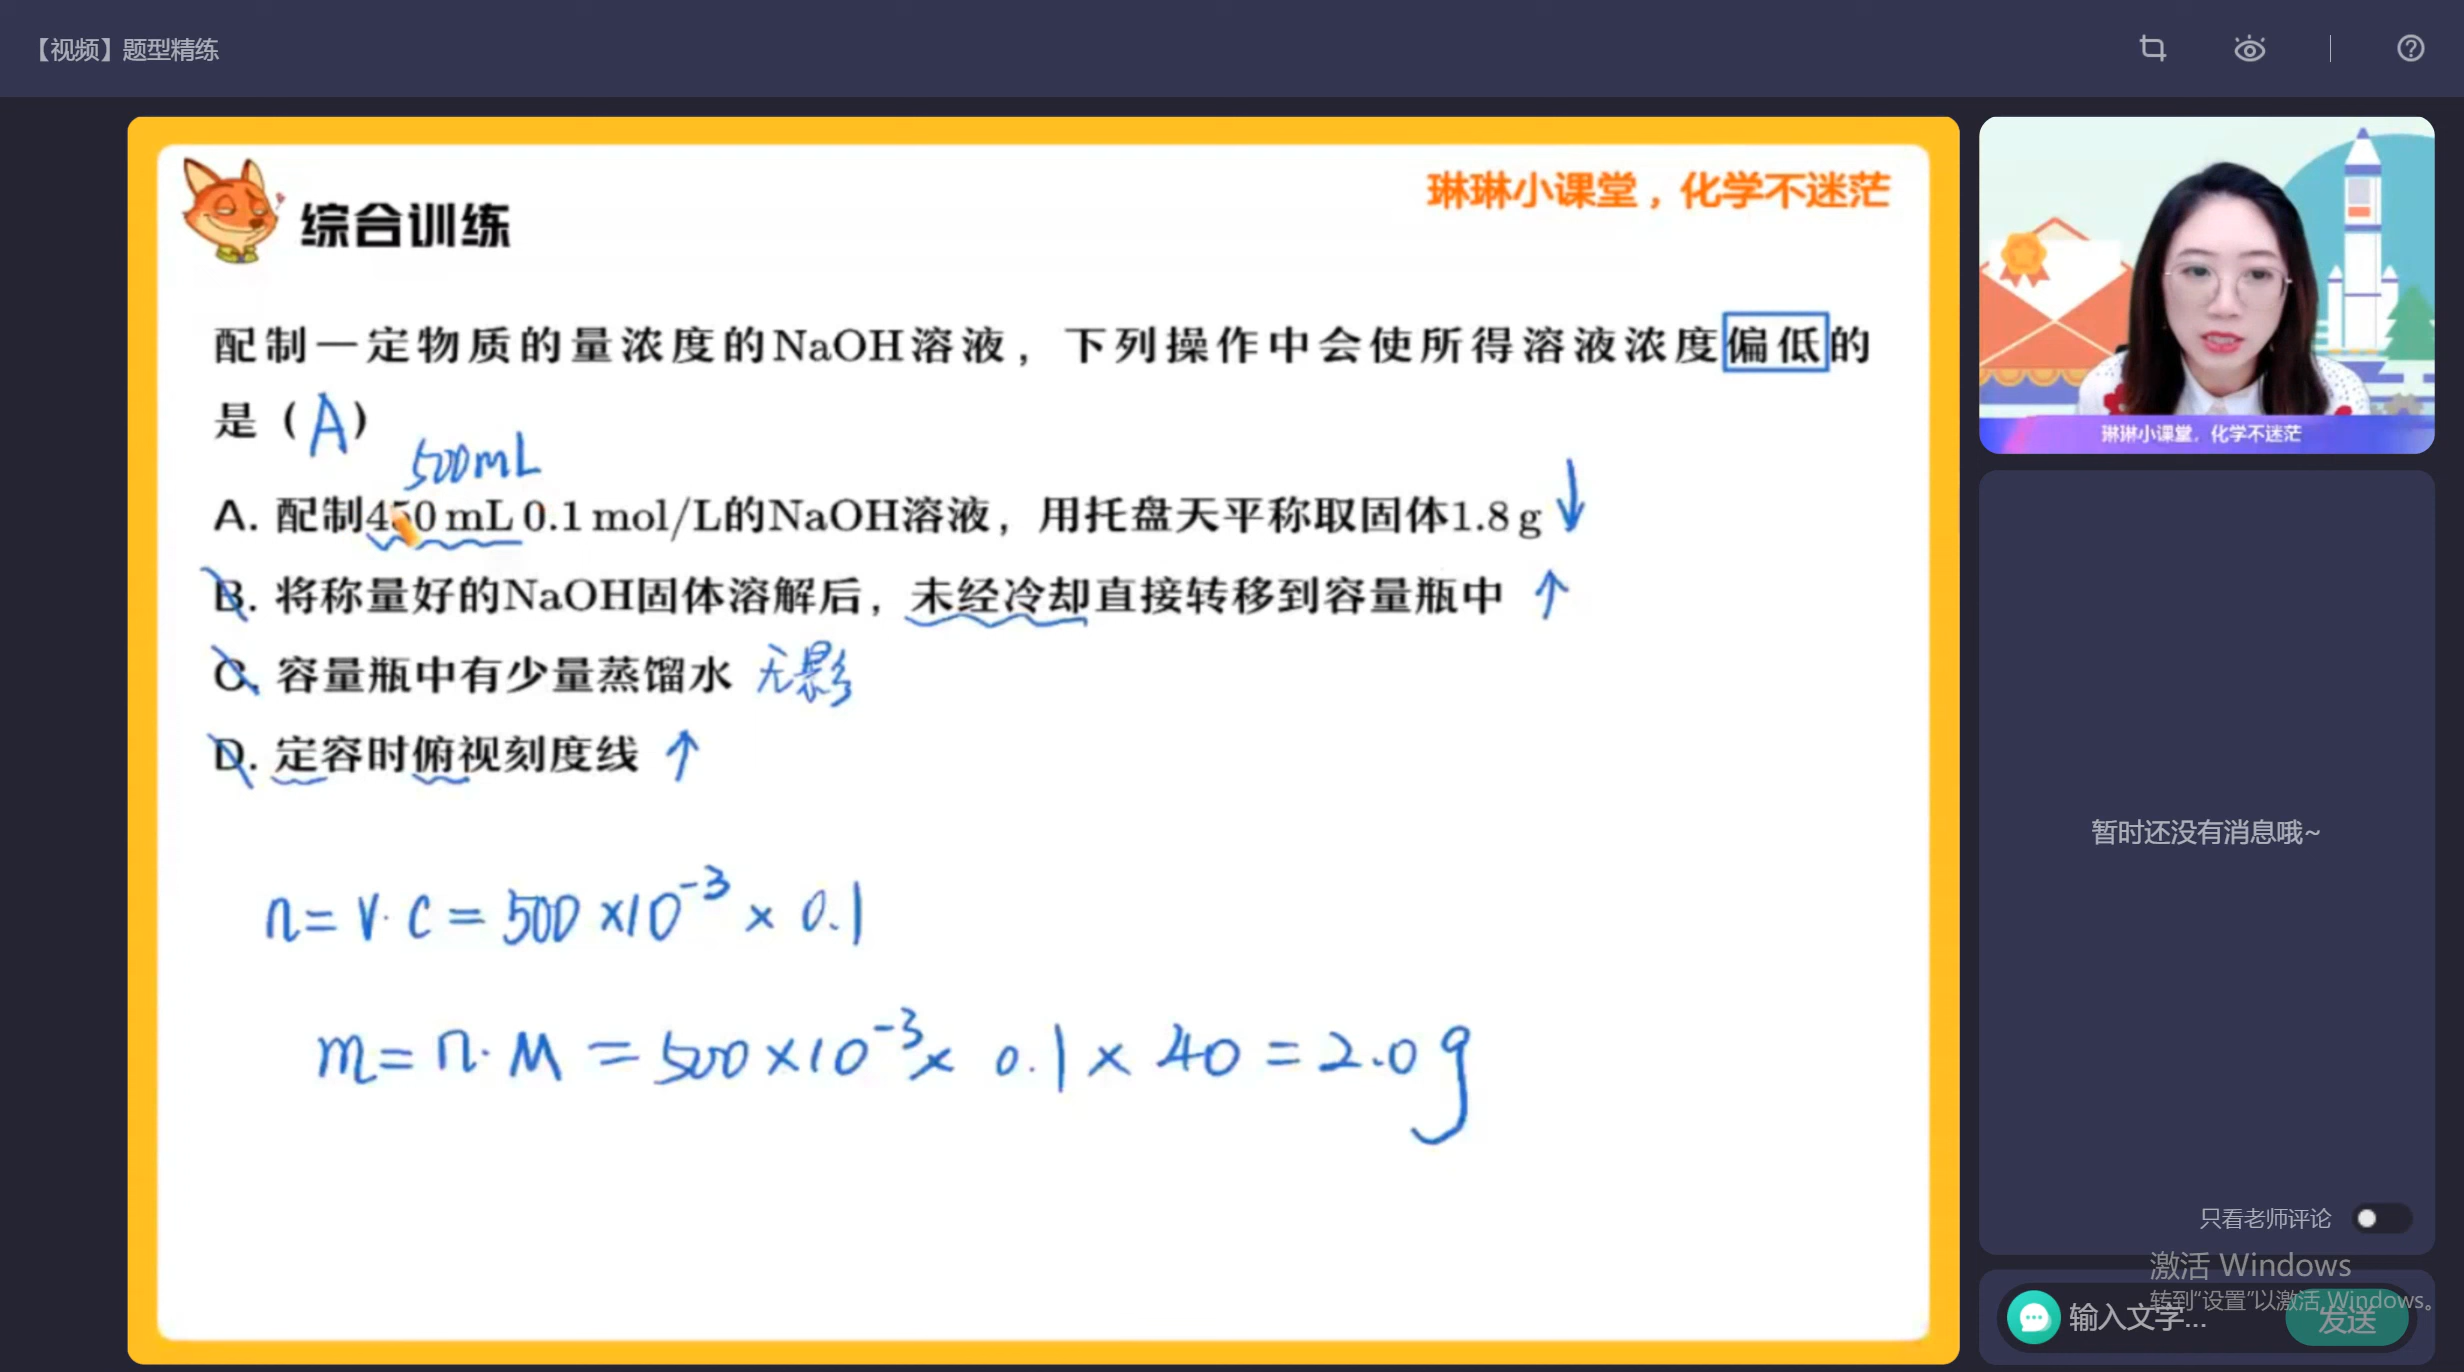 【视频】题型精练
综合训练
琳琳小课堂，化学不迷茫
配制一定物质的量浓度的NaOH溶液，下列操作中会使所得溶液浓度偏低的
是（A）
500mL
A. 配制450 mL 0.1 mol/L的NaOH溶液，用托盘天平称取固体1.8 g ↓
B. 将称量好的NaOH固体溶解后，未经冷却直接转移到容量瓶中 ↑
C. 容量瓶中有少量蒸馏水 无影
D. 定容时俯视刻度线 ↑
n = V·C = 500 ×10⁻³ × 0.1
m = n·M = 500×10⁻³× 0.1 × 40 = 2.0g
琳琳小课堂，化学不迷茫
暂时还没有消息哦~
只看老师评论
激活 Windows
转到“设置”以激活 Windows。
输入文字...
发送